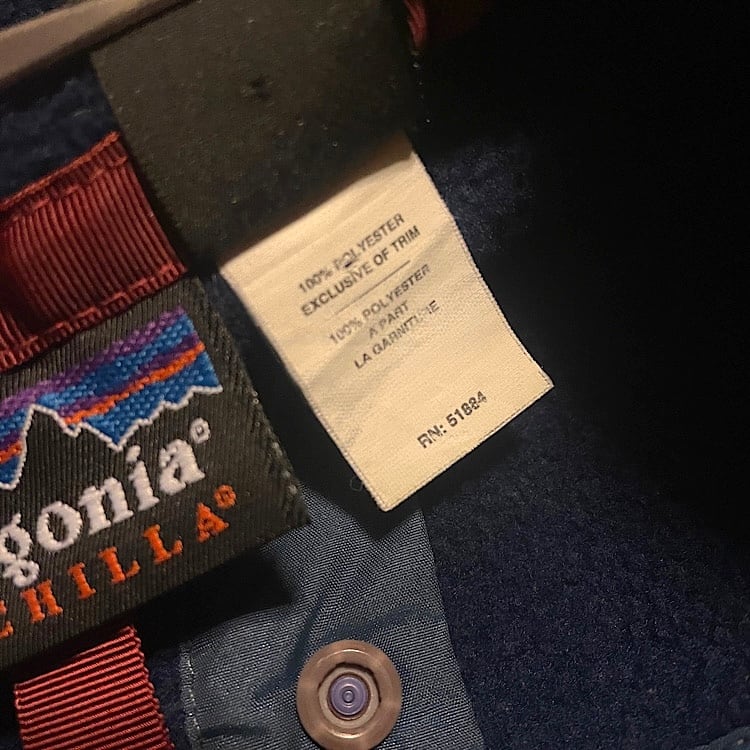 gonia®
CHILLA®
100% POLYESTER
EXCLUSIVE OF TRIM
100% POLYESTER
A PART
LA GARNITURE
RN: 51884